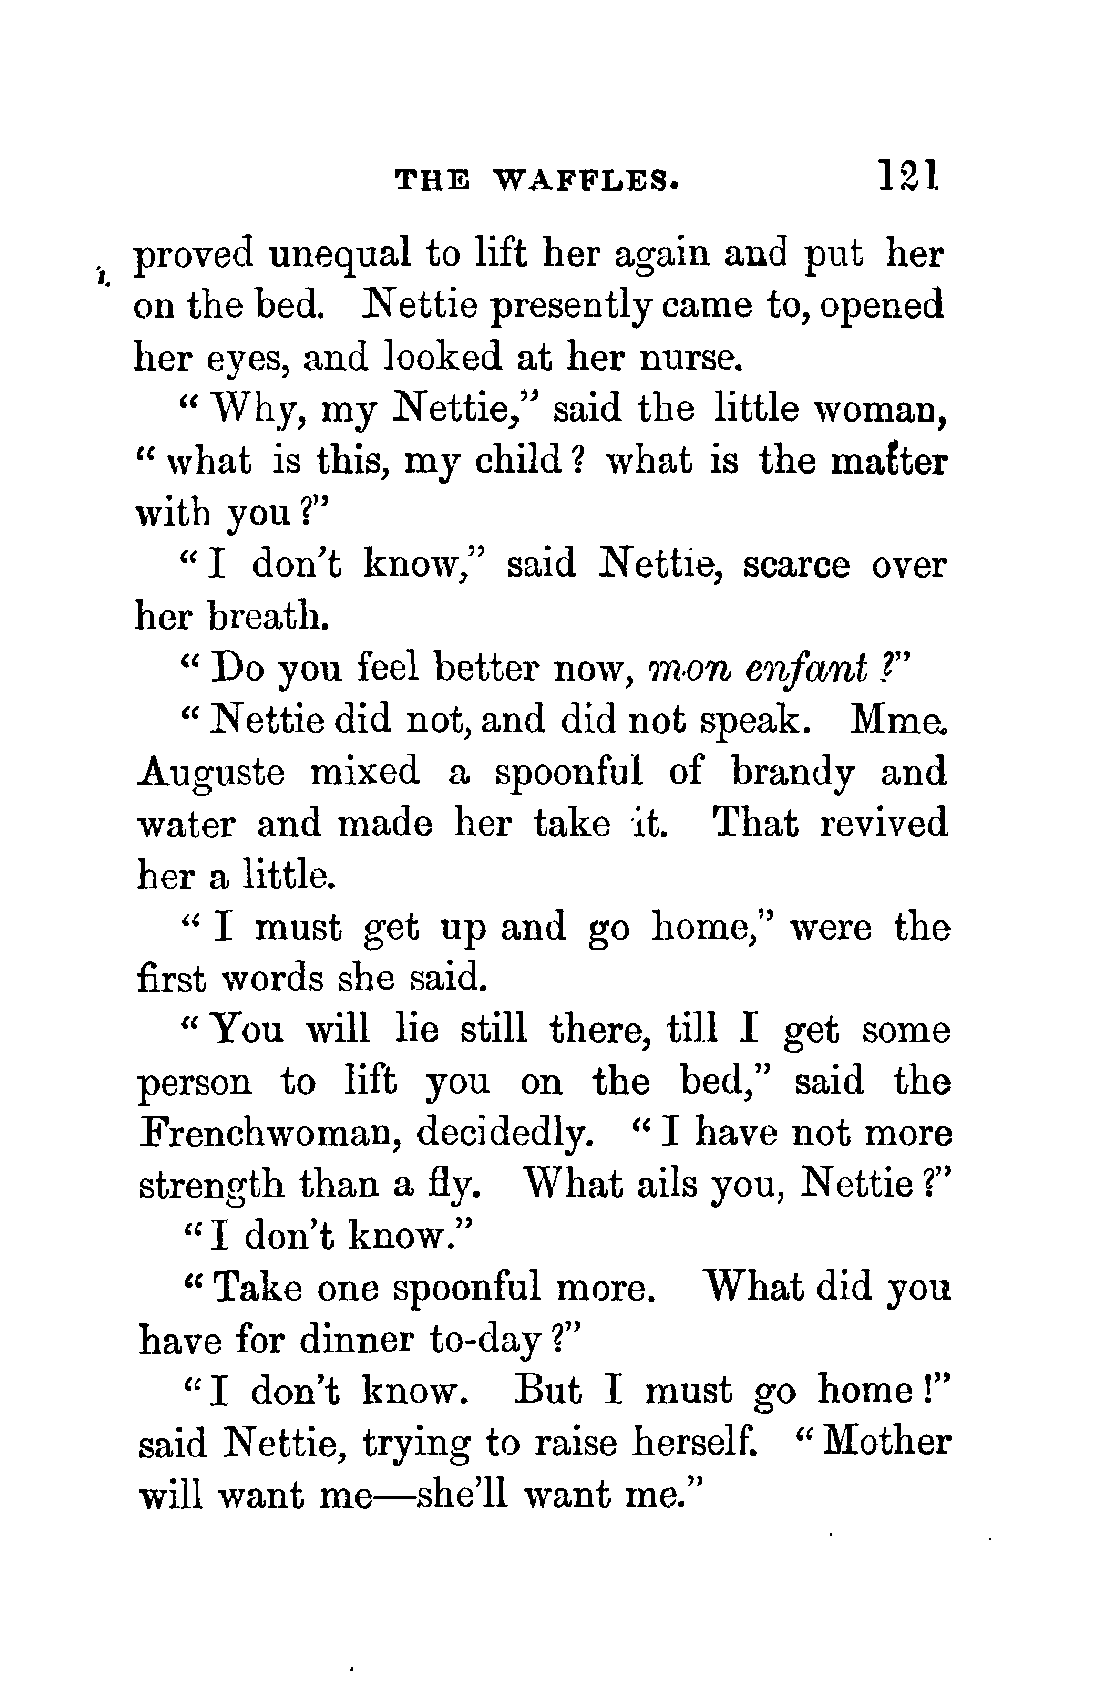 THE WAFFLES. 121
proved unequal to lift her again and put her
on the bed. Nettie presently came to, opened
her eyes, and looked at her nurse.
" Why, my Nettie," said the little woman,
" what is this, my child ? what is the matter
with you ?"
" I don't know," said Nettie, scarce over
her breath.
" Do you feel better now, mon enfant ?"
" Nettie did not, and did not speak. Mme.
Auguste mixed a spoonful of brandy and
water and made her take it. That revived
her a little.
" I must get up and go home," were the
first words she said.
" You will lie still there, till I get some
person to lift you on the bed," said the
Frenchwoman, decidedly. " I have not more
strength than a fly. What ails you, Nettie ?"
" I don't know."
" Take one spoonful more. What did you
have for dinner to-day ?"
" I don't know. But I must go home !"
said Nettie, trying to raise herself. " Mother
will want me—she'll want me."